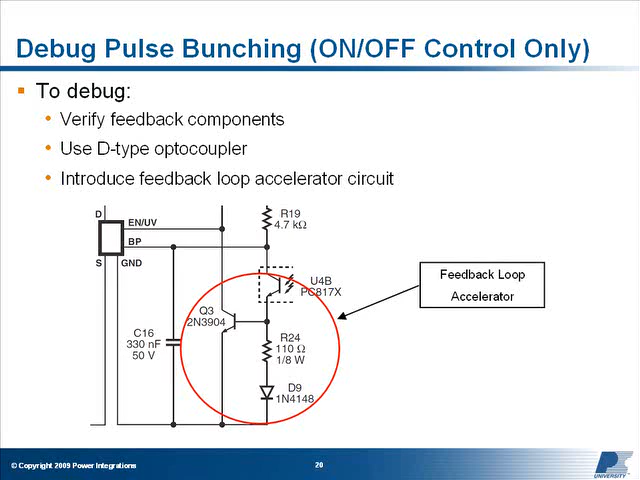 Debug Pulse Bunching (ON/OFF Control Only)
To debug:
Verify feedback components
Use D-type optocoupler
Introduce feedback loop accelerator circuit
D
EN/UV
BP
S
GND
R19
4.7 kΩ
U4B
PC817X
Feedback Loop
Accelerator
Q3
2N3904
C16
330 nF
50 V
R24
110 Ω
1/8 W
D9
1N4148
© Copyright 2009 Power Integrations
20
UNIVERSITY